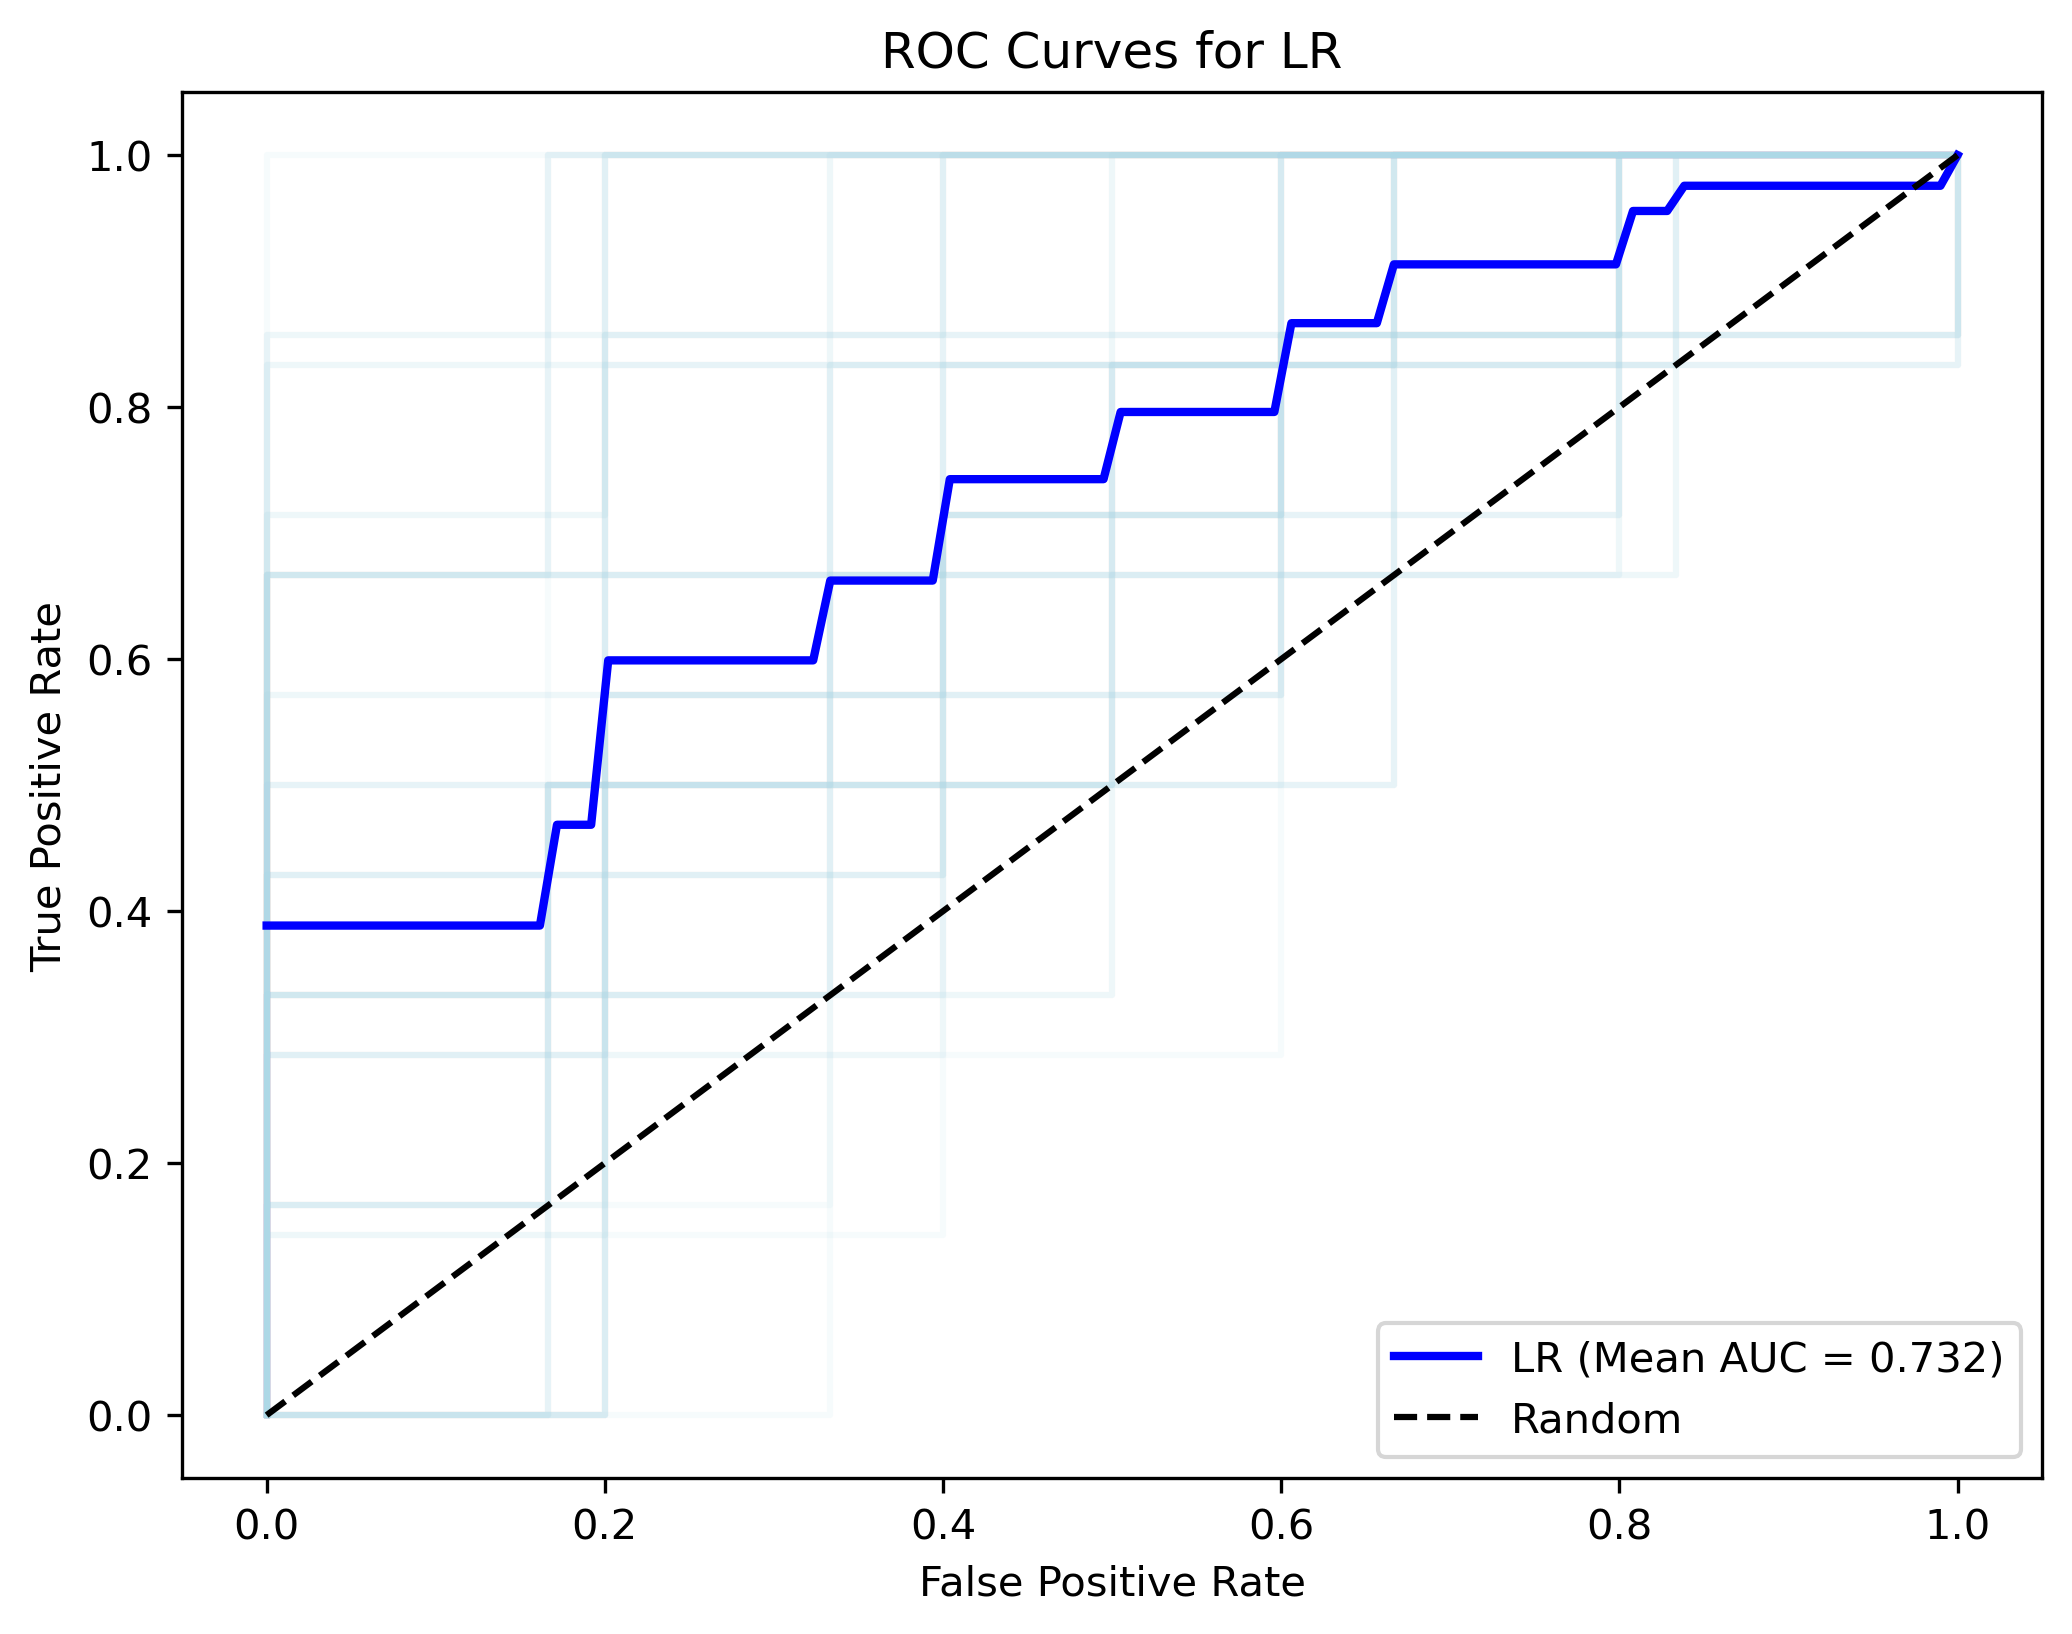 ROC Curves for LR
1.0
0.8
0.6
0.4
0.2
0.0
True Positive Rate
0.0 0.2 0.4 0.6 0.8 1.0
False Positive Rate
LR (Mean AUC = 0.732)
Random